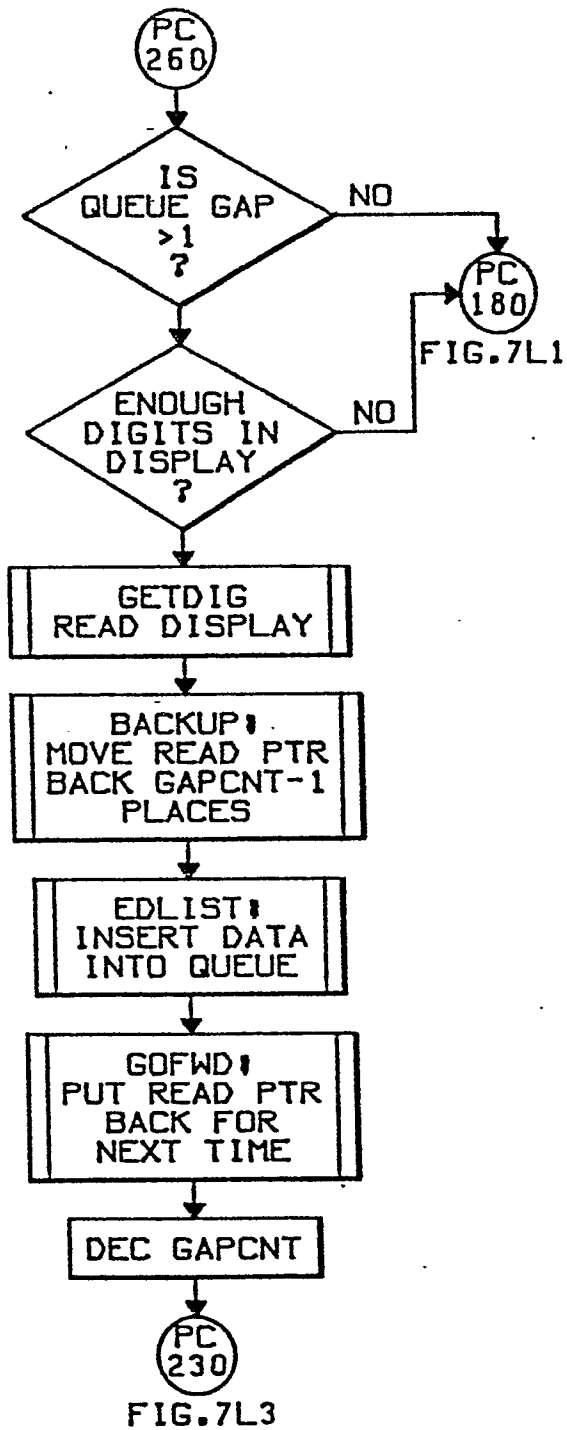 PC
260
IS
QUEUE GAP
>1
?
NO
PC
180
FIG.7L1
ENOUGH
DIGITS IN
DISPLAY
?
NO
GETDIG
READ DISPLAY
BACKUP:
MOVE READ PTR
BACK GAPCNT-1
PLACES
EDLIST:
INSERT DATA
INTO QUEUE
GOFWD:
PUT READ PTR
BACK FOR
NEXT TIME
DEC GAPCNT
PC
230
FIG.7L3